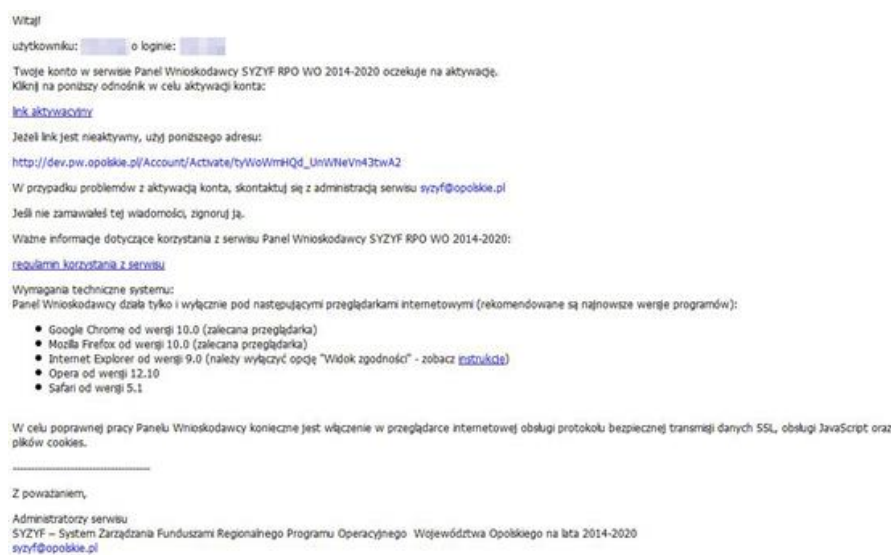 Witaj!
użytkowniku: o loginie:
Twoje konto w serwisie Panel Wnioskodawcy SYZYF RPO WO 2014-2020 oczekuje na aktywację.
Kliknij na poniższy odnośnik w celu aktywacji konta:
link aktywacyjny
Jeżeli link jest nieaktywny, użyj poniższego adresu:
http://dev.pw.opolskie.pl/Account/Activate/tyWoWmHQd_UnWNeVn43twA2
W przypadku problemów z aktywacją konta, skontaktuj się z administracją serwisu syzyf@opolskie.pl
Jeśli nie zamawiałeś tej wiadomości, zignoruj ją.
Ważne informacje dotyczące korzystania z serwisu Panel Wnioskodawcy SYZYF RPO WO 2014-2020:
regulamin korzystania z serwisu
Wymagania techniczne systemu:
Panel Wnioskodawcy działa tylko i wyłącznie pod następującymi przeglądarkami internetowymi (rekomendowane są najnowsze wersje programów):
● Google Chrome od wersji 10.0 (zalecana przeglądarka)
● Mozilla Firefox od wersji 10.0 (zalecana przeglądarka)
● Internet Explorer od wersji 9.0 (należy wyłączyć opcję "Widok zgodności" - zobacz instrukcję)
● Opera od wersji 12.10
● Safari od wersji 5.1
W celu poprawnej pracy Panelu Wnioskodawcy konieczne jest włączenie w przeglądarce internetowej obsługi protokołu bezpiecznej transmisji danych SSL, obsługi JavaScript oraz
plików cookies.
------------------------------------
Z poważaniem,
Administratorzy serwisu
SYZYF – System Zarządzania Funduszami Regionalnego Programu Operacyjnego Województwa Opolskiego na lata 2014-2020
syzyf@opolskie.pl